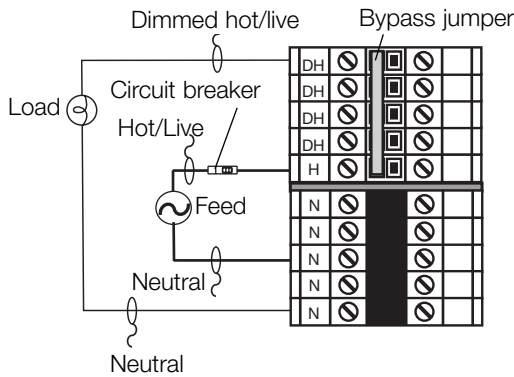 Dimmed hot/live
Bypass jumper
Load
Circuit breaker
Hot/Live
Feed
Neutral
Neutral
DH
DH
DH
DH
H
N
N
N
N
N